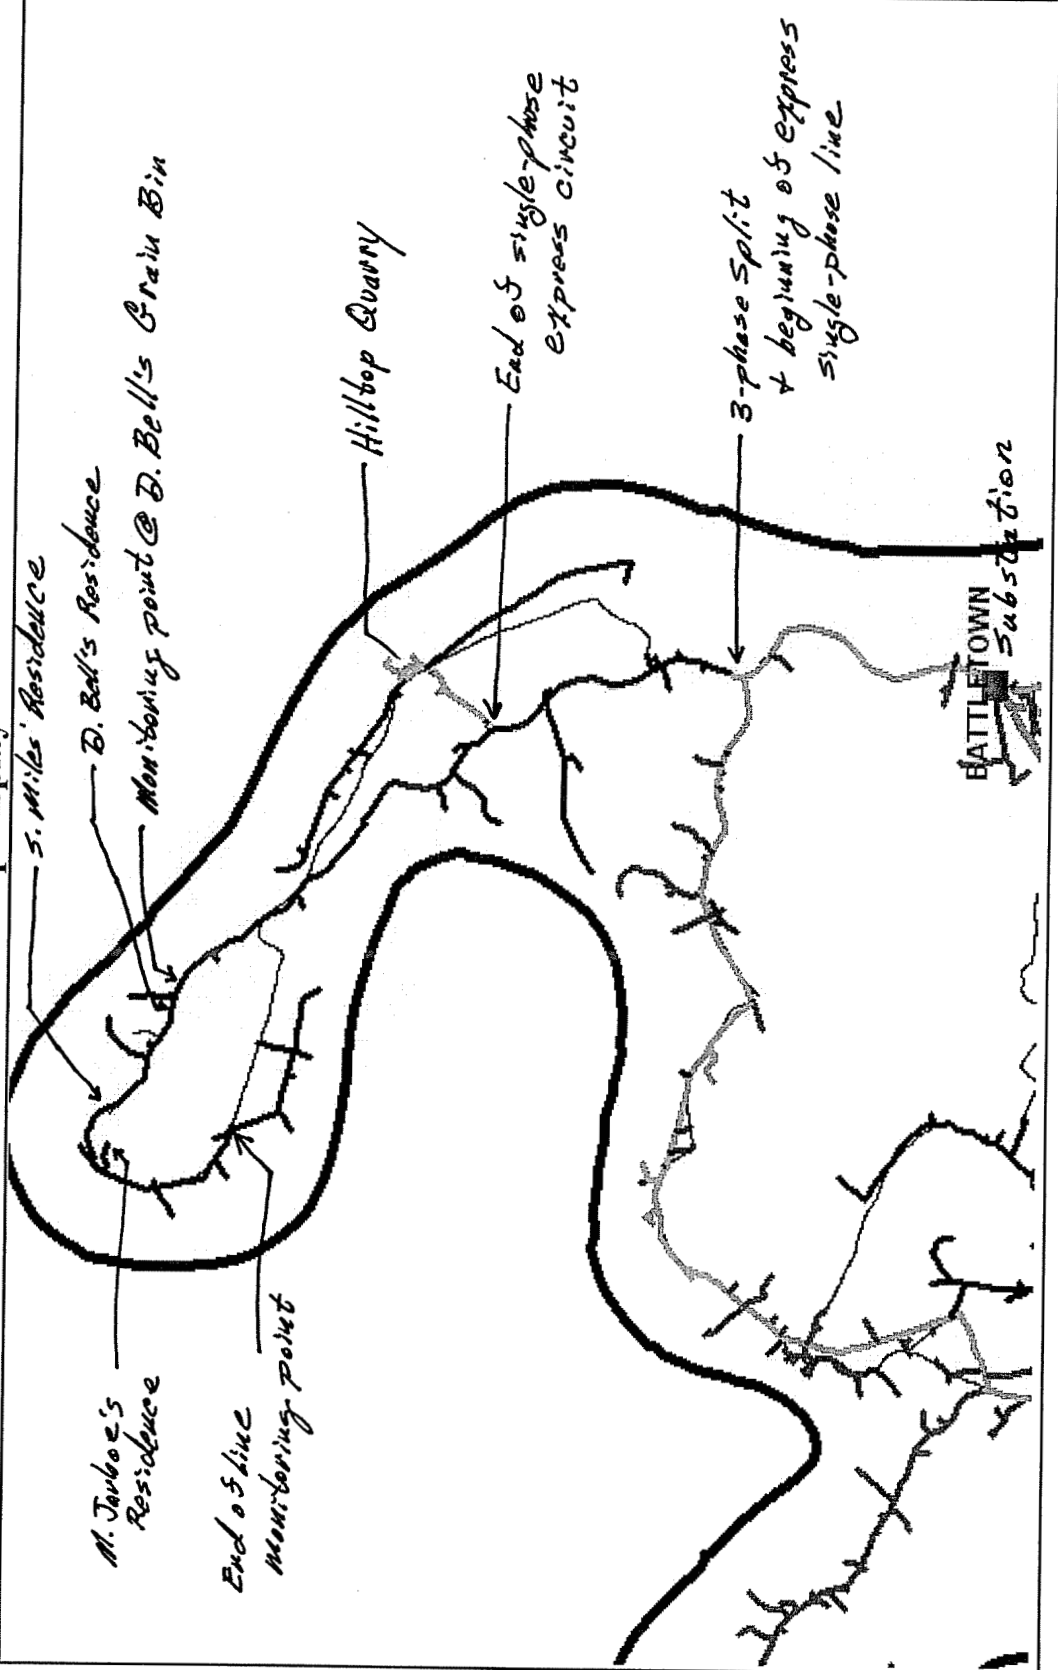 S. Miles' Residence
D. Bell's Residence
Monitoring point @ D. Bell's Grain Bin
Hilltop Quarry
End of single-phase
express circuit
3-phase split
+ beginning of express
single-phase line
BATTLETOWN
Substation
M. Jarboe's
Residence
End of Line
monitoring point